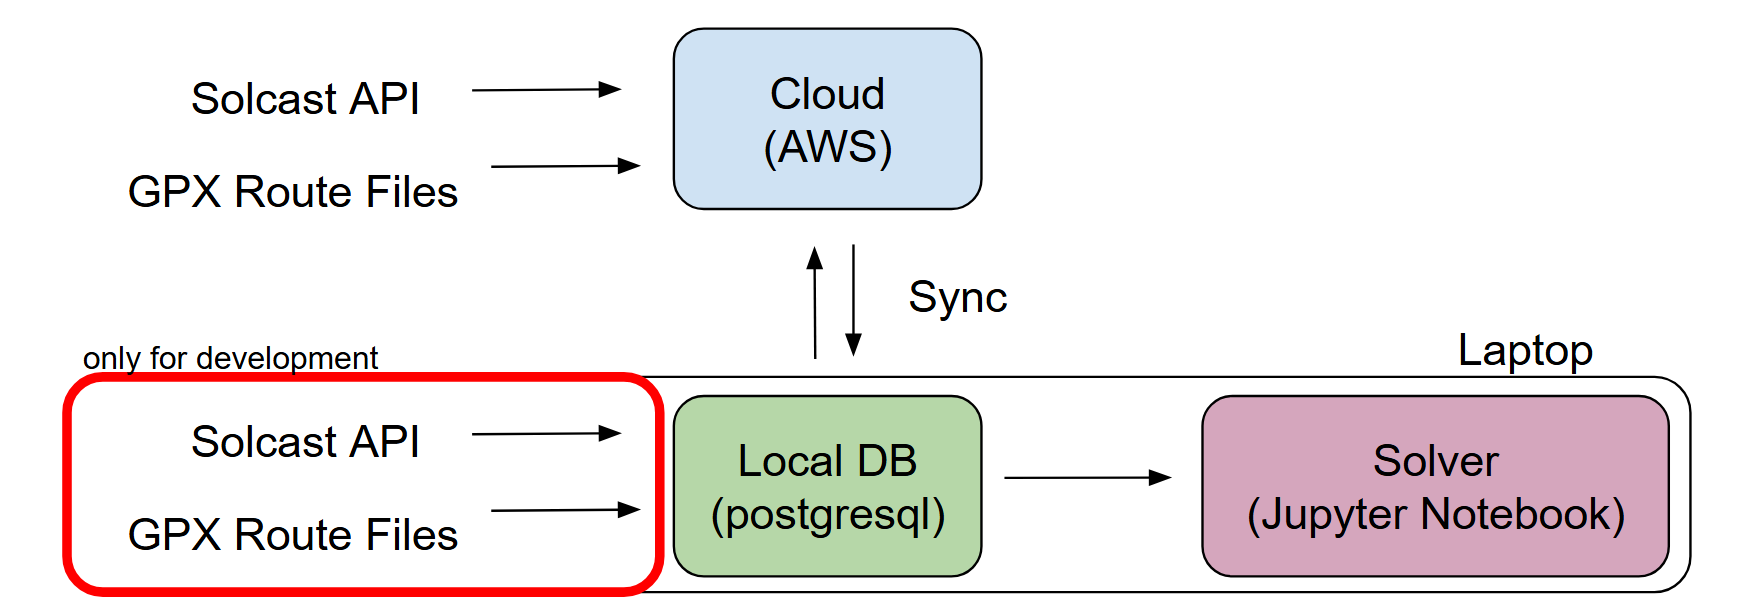 Solcast API
GPX Route Files
Cloud
(AWS)
Sync
only for development
Laptop
Solcast API
GPX Route Files
Local DB
(postgresql)
Solver
(Jupyter Notebook)